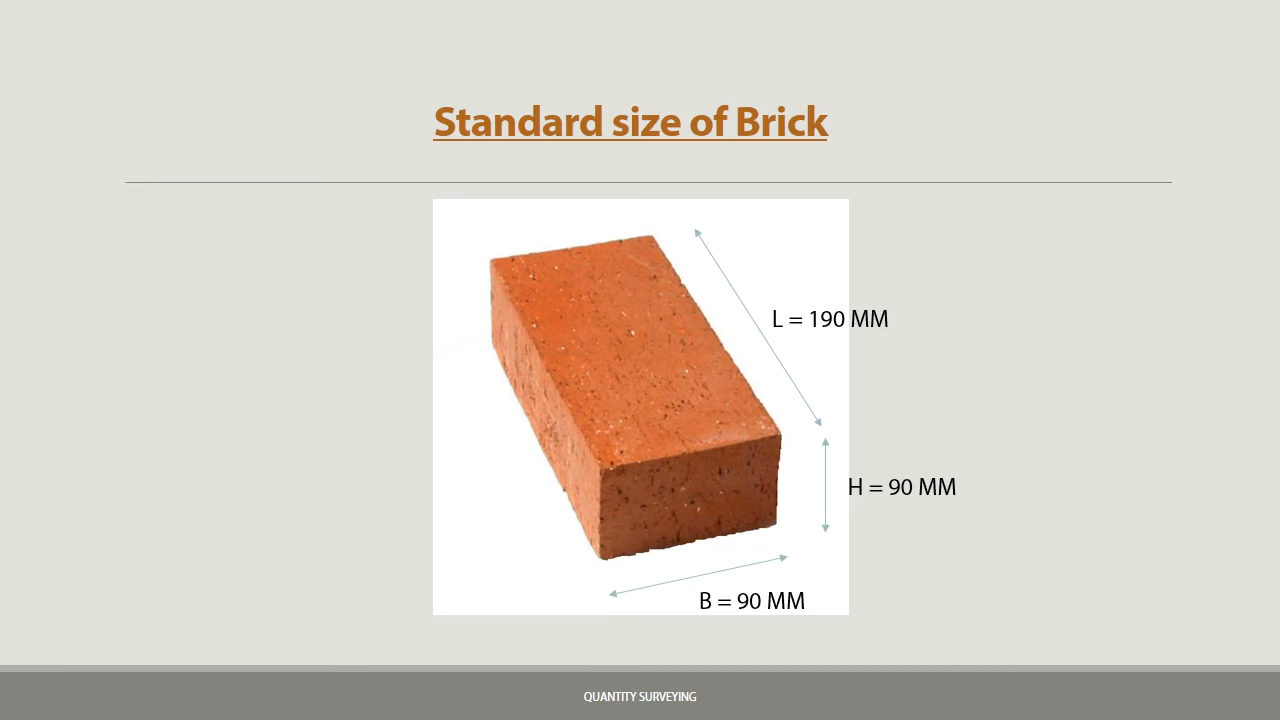 Standard size of Brick
L = 190 MM
H = 90 MM
B = 90 MM
QUANTITY SURVEYING